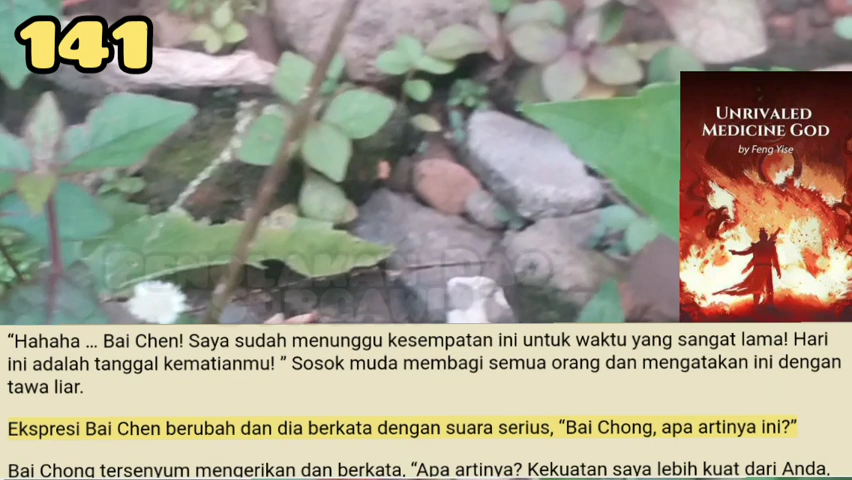 141
UNRIVALED
MEDICINE GOD
by Feng Yise
“Hahaha ... Bai Chen! Saya sudah menunggu kesempatan ini untuk waktu yang sangat lama! Hari
ini adalah tanggal kematianmu! ” Sosok muda membagi semua orang dan mengatakan ini dengan
tawa liar.
Ekspresi Bai Chen berubah dan dia berkata dengan suara serius, “Bai Chong, apa artinya ini?”
Bai Chong tersenyum mengerikan dan berkata, “Apa artinya? Kekuatan saya lebih kuat dari Anda,